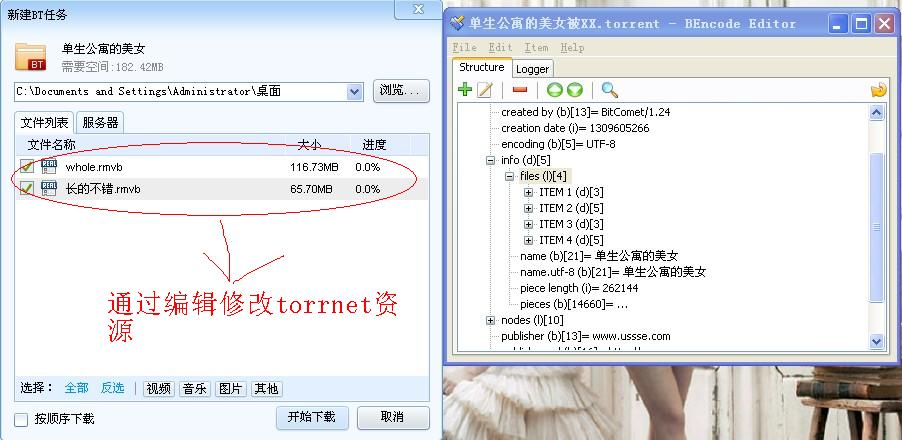 新建BT任务
单生公寓的美女
需要空间:182.42MB
BT
C:\Documents and Settings\Administrator\桌面
浏览...
文件列表
服务器
文件名称 大小 进度
whole.rmvb 116.73MB 0.0%
长的不错.rmvb 65.70MB 0.0%
通过编辑修改torrnet资
源
选择： 全部 反选 视频 音乐 图片 其他
按顺序下载
开始下载
取消
单生公寓的美女被XX.torrent - BEncode Editor
File Edit Item Help
Structure Logger
created by (b)[13]= BitComet/1.24
creation date (i)= 1309605266
encoding (b)[5]= UTF-8
info (d)[5]
files (l)[4]
ITEM 1 (d)[3]
ITEM 2 (d)[5]
ITEM 3 (d)[3]
ITEM 4 (d)[5]
name (b)[21]= 单生公寓的美女
name.utf-8 (b)[21]= 单生公寓的美女
piece length (i)= 262144
pieces (b)[14660]= ...
nodes (l)[10]
publisher (b)[13]= www.ussse.com